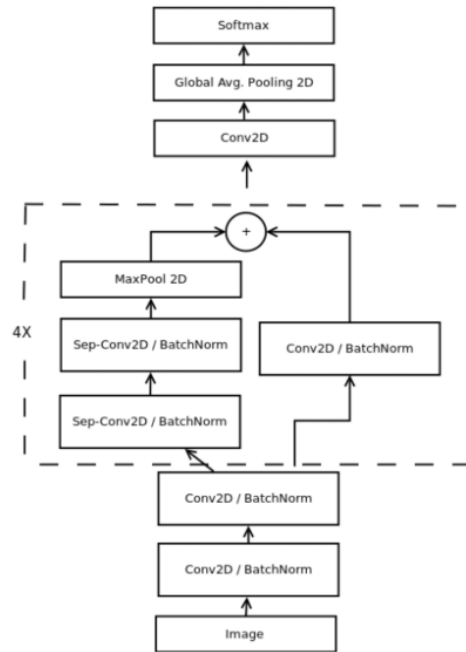 Softmax
Global Avg. Pooling 2D
Conv2D
+
MaxPool 2D
4X
Sep-Conv2D / BatchNorm
Conv2D / BatchNorm
Sep-Conv2D / BatchNorm
Conv2D / BatchNorm
Conv2D / BatchNorm
Image